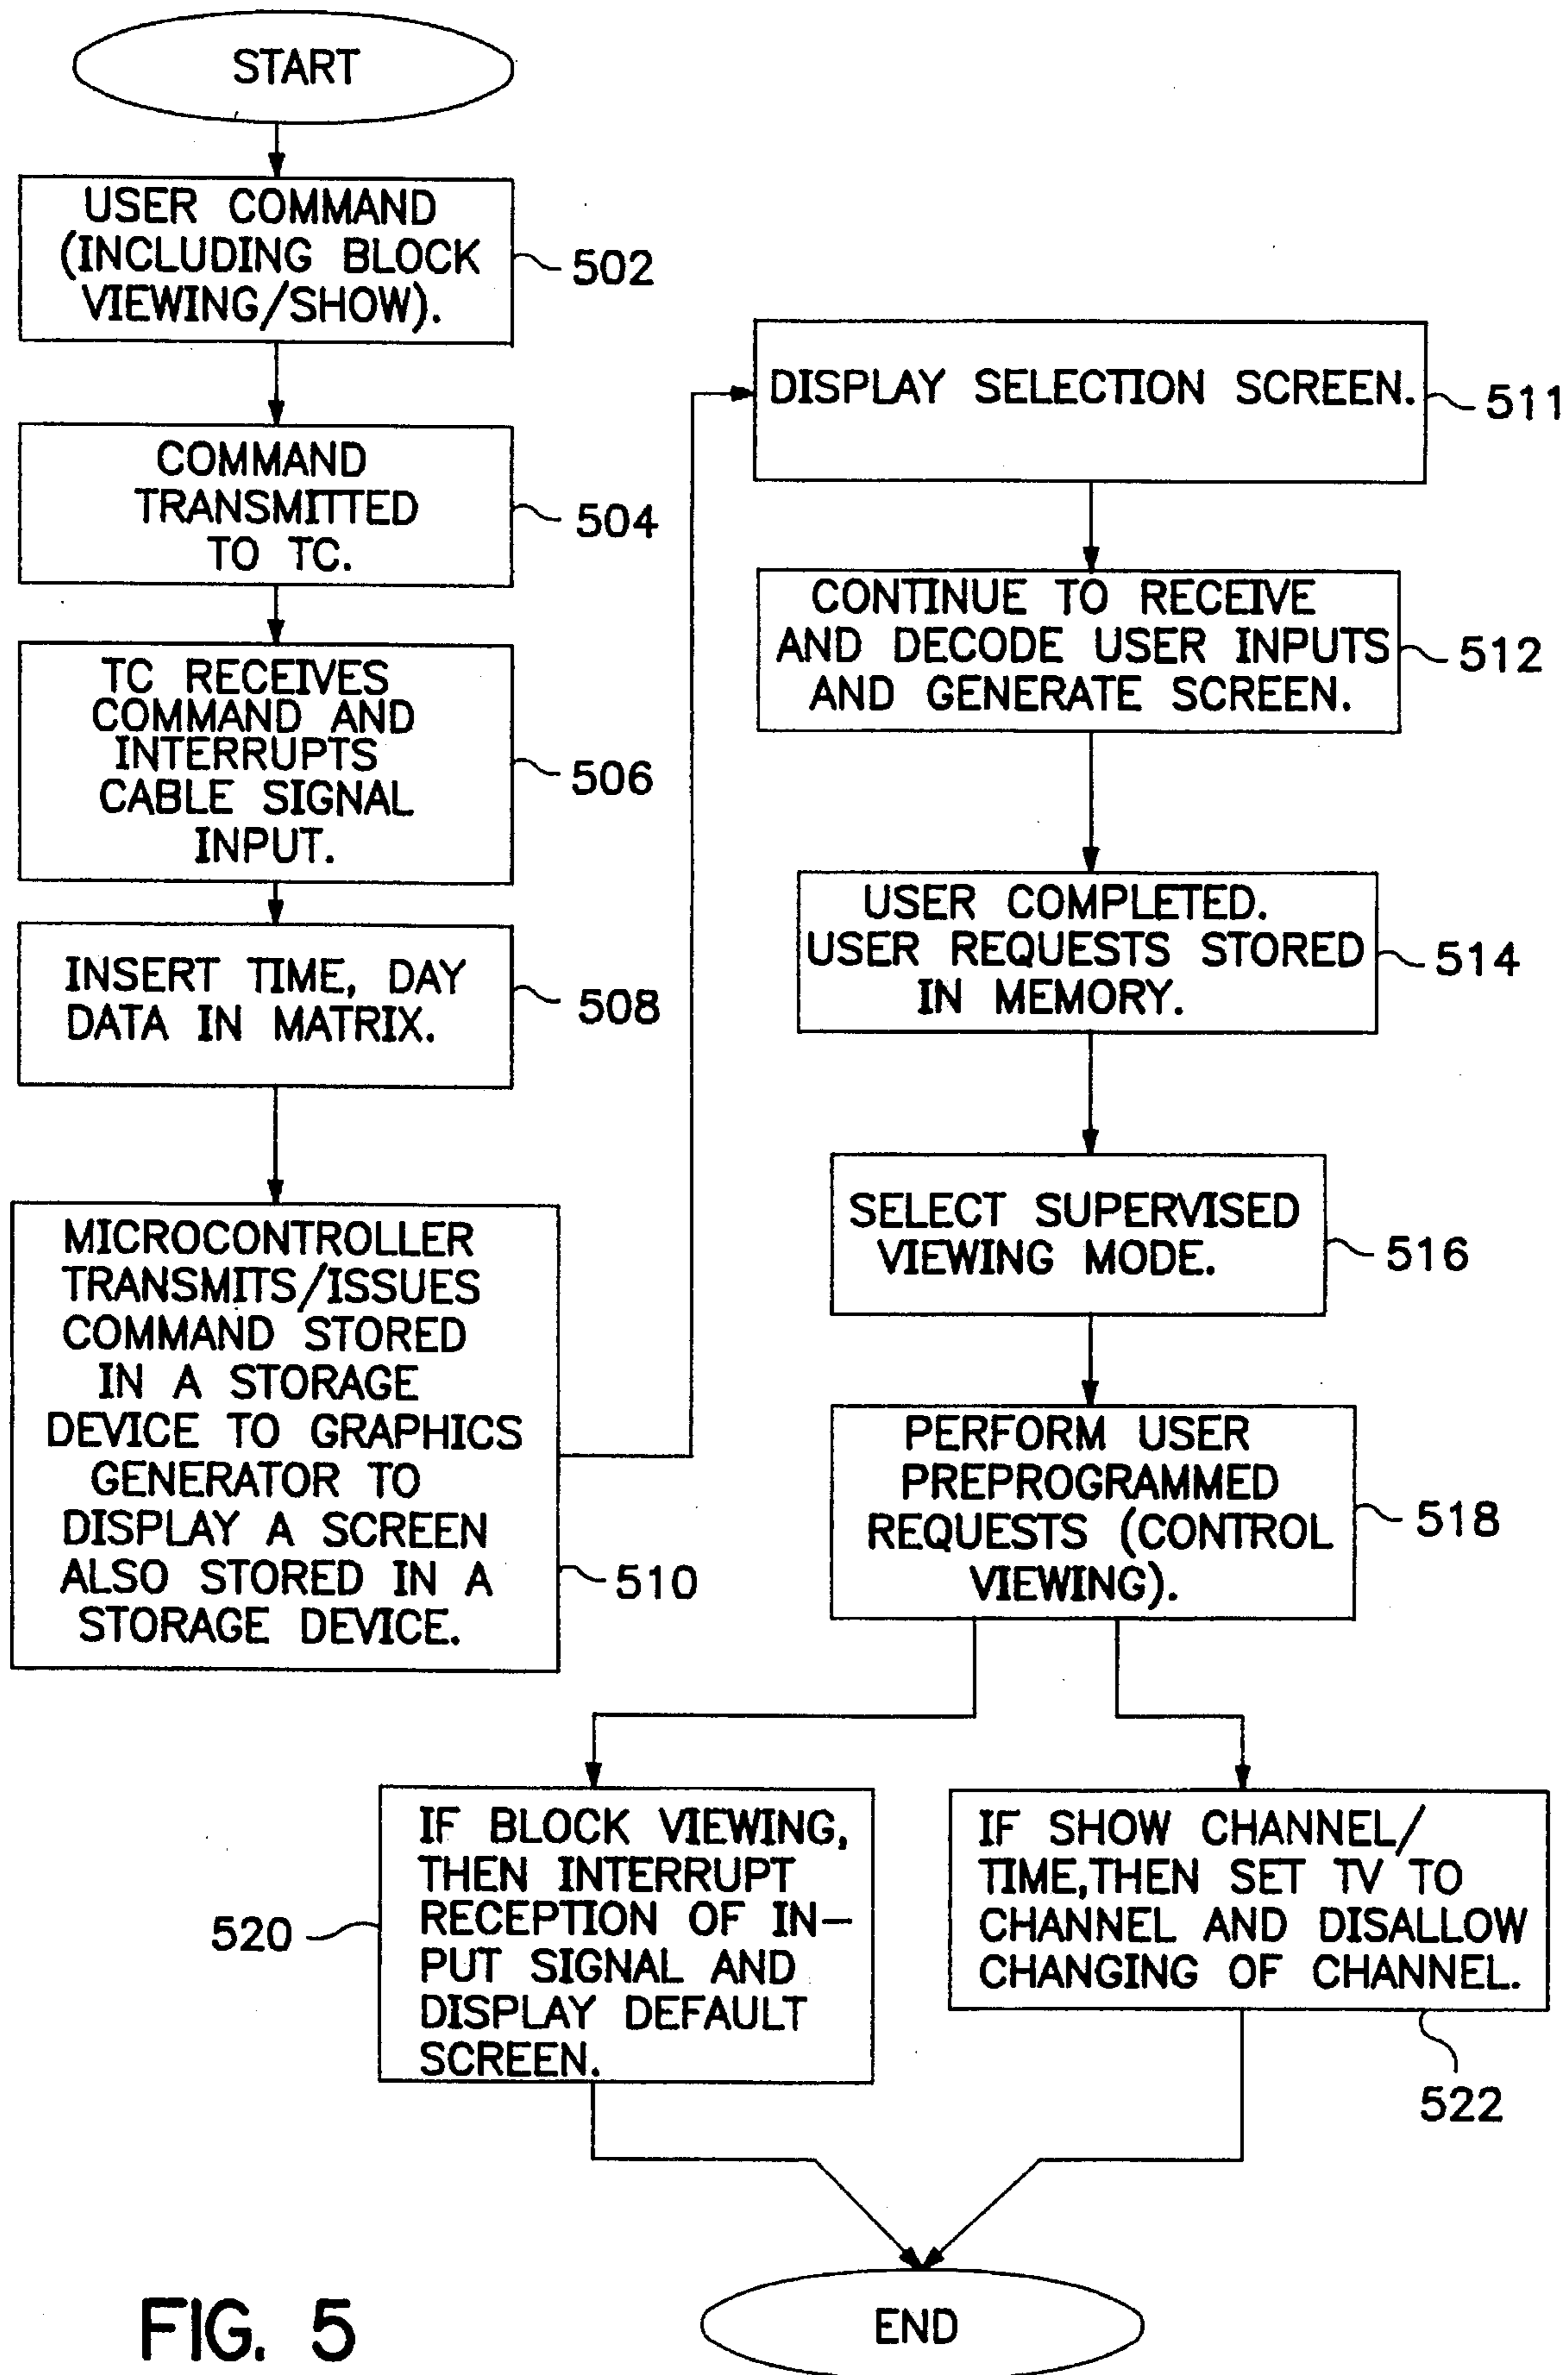 START
USER COMMAND
(INCLUDING BLOCK
VIEWING/SHOW).
502
COMMAND
TRANSMITTED
TO TC.
504
TC RECEIVES
COMMAND AND
INTERRUPTS
CABLE SIGNAL
INPUT.
506
INSERT TIME, DAY
DATA IN MATRIX.
508
MICROCONTROLLER
TRANSMITS/ISSUES
COMMAND STORED
IN A STORAGE
DEVICE TO GRAPHICS
GENERATOR TO
DISPLAY A SCREEN
ALSO STORED IN A
STORAGE DEVICE.
510
DISPLAY SELECTION SCREEN.
511
CONTINUE TO RECEIVE
AND DECODE USER INPUTS
AND GENERATE SCREEN.
512
USER COMPLETED.
USER REQUESTS STORED
IN MEMORY.
514
SELECT SUPERVISED
VIEWING MODE.
516
PERFORM USER
PREPROGRAMMED
REQUESTS (CONTROL
VIEWING).
518
IF BLOCK VIEWING,
THEN INTERRUPT
RECEPTION OF IN-
PUT SIGNAL AND
DISPLAY DEFAULT
SCREEN.
520
IF SHOW CHANNEL/
TIME,THEN SET TV TO
CHANNEL AND DISALLOW
CHANGING OF CHANNEL.
522
END
FIG. 5